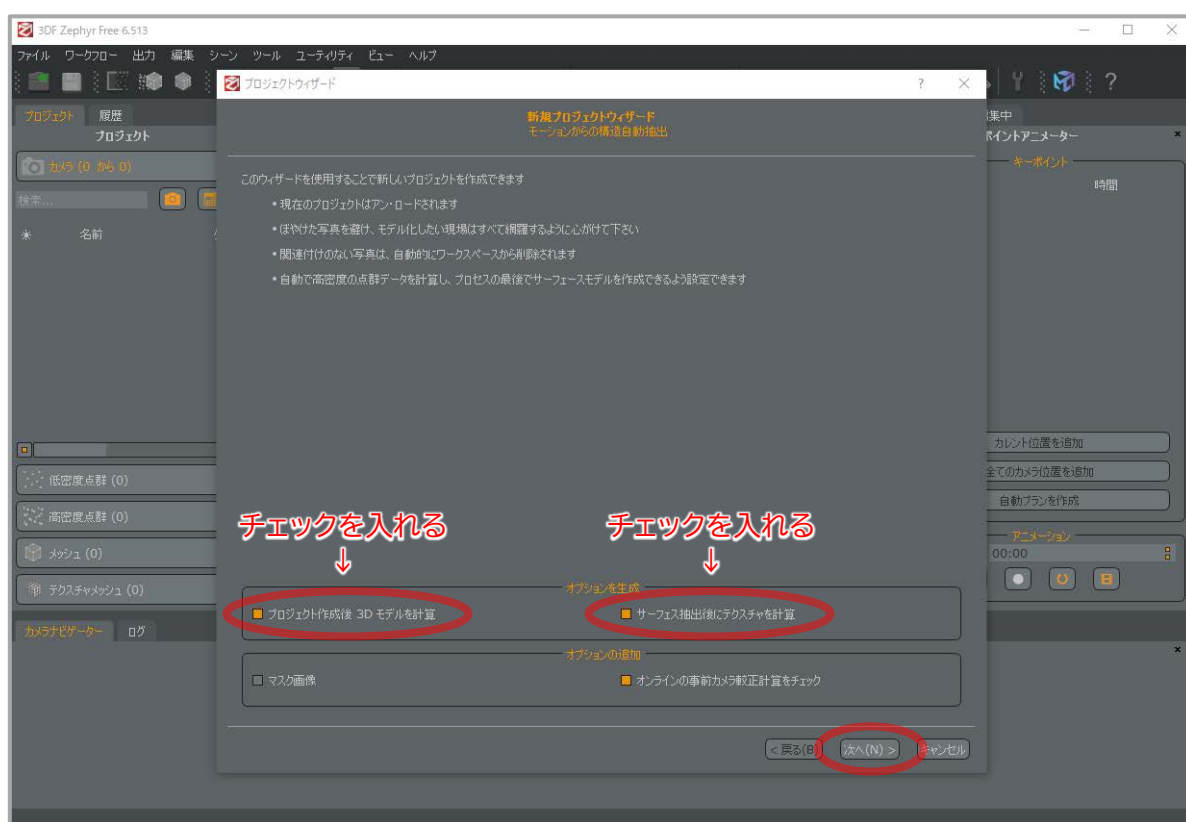 3DF Zephyr Free 6.513
ファイル ワークフロー 出力 編集 シーン ツール ユーティリティ ビュー ヘルプ
プロジェクトウィザード
プロジェクト 履歴
プロジェクト
カメラ (0 から 0)
検索...
名前
新規プロジェクトウィザード
モーションからの構造自動抽出
このウィザードを使用することで新しいプロジェクトを作成できます
・現在のプロジェクトはアン・ロードされます
・ぼやけた写真を避け、モデル化したい現場はすべて網羅するように心がけて下さい
・関連付けのない写真は、自動的にワークスペースから削除されます
・自動で高密度の点群データを計算し、プロセスの最後でサーフェースモデルを作成できるよう設定できます
集中
ポイントアニメーター
キーポイント
時間
カレント位置を追加
全てのカメラ位置を追加
自動プランを作成
アニメーション
00:00
低密度点群 (0)
高密度点群 (0)
メッシュ (0)
テクスチャメッシュ (0)
カメラナビゲーター ログ
チェックを入れる チェックを入れる
↓ ↓
オプションを生成
プロジェクト作成後 3D モデルを計算 サーフェス抽出後にテクスチャを計算
オプションの追加
マスク画像 オンラインの事前カメラ較正計算をチェック
< 戻る(B) 次へ(N) > キャンセル